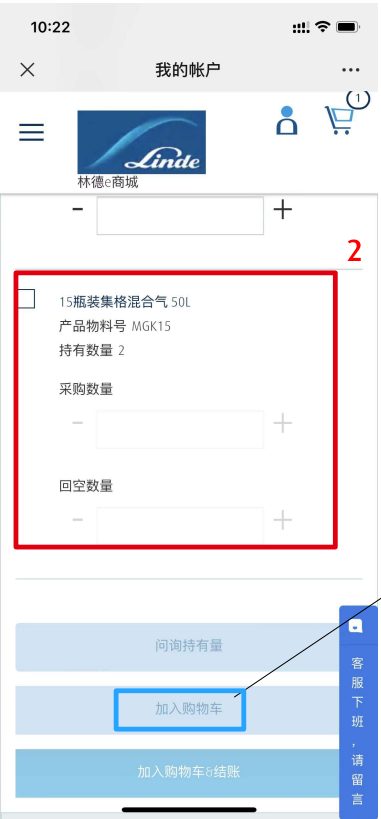 10:22
我的帐户
1
Linde
林德e商城
2
15瓶装集格混合气 50L
产品物料号 MGK15
持有数量 2
采购数量
回空数量
问询持有量
加入购物车
加入购物车&结账
客服下班，请留言